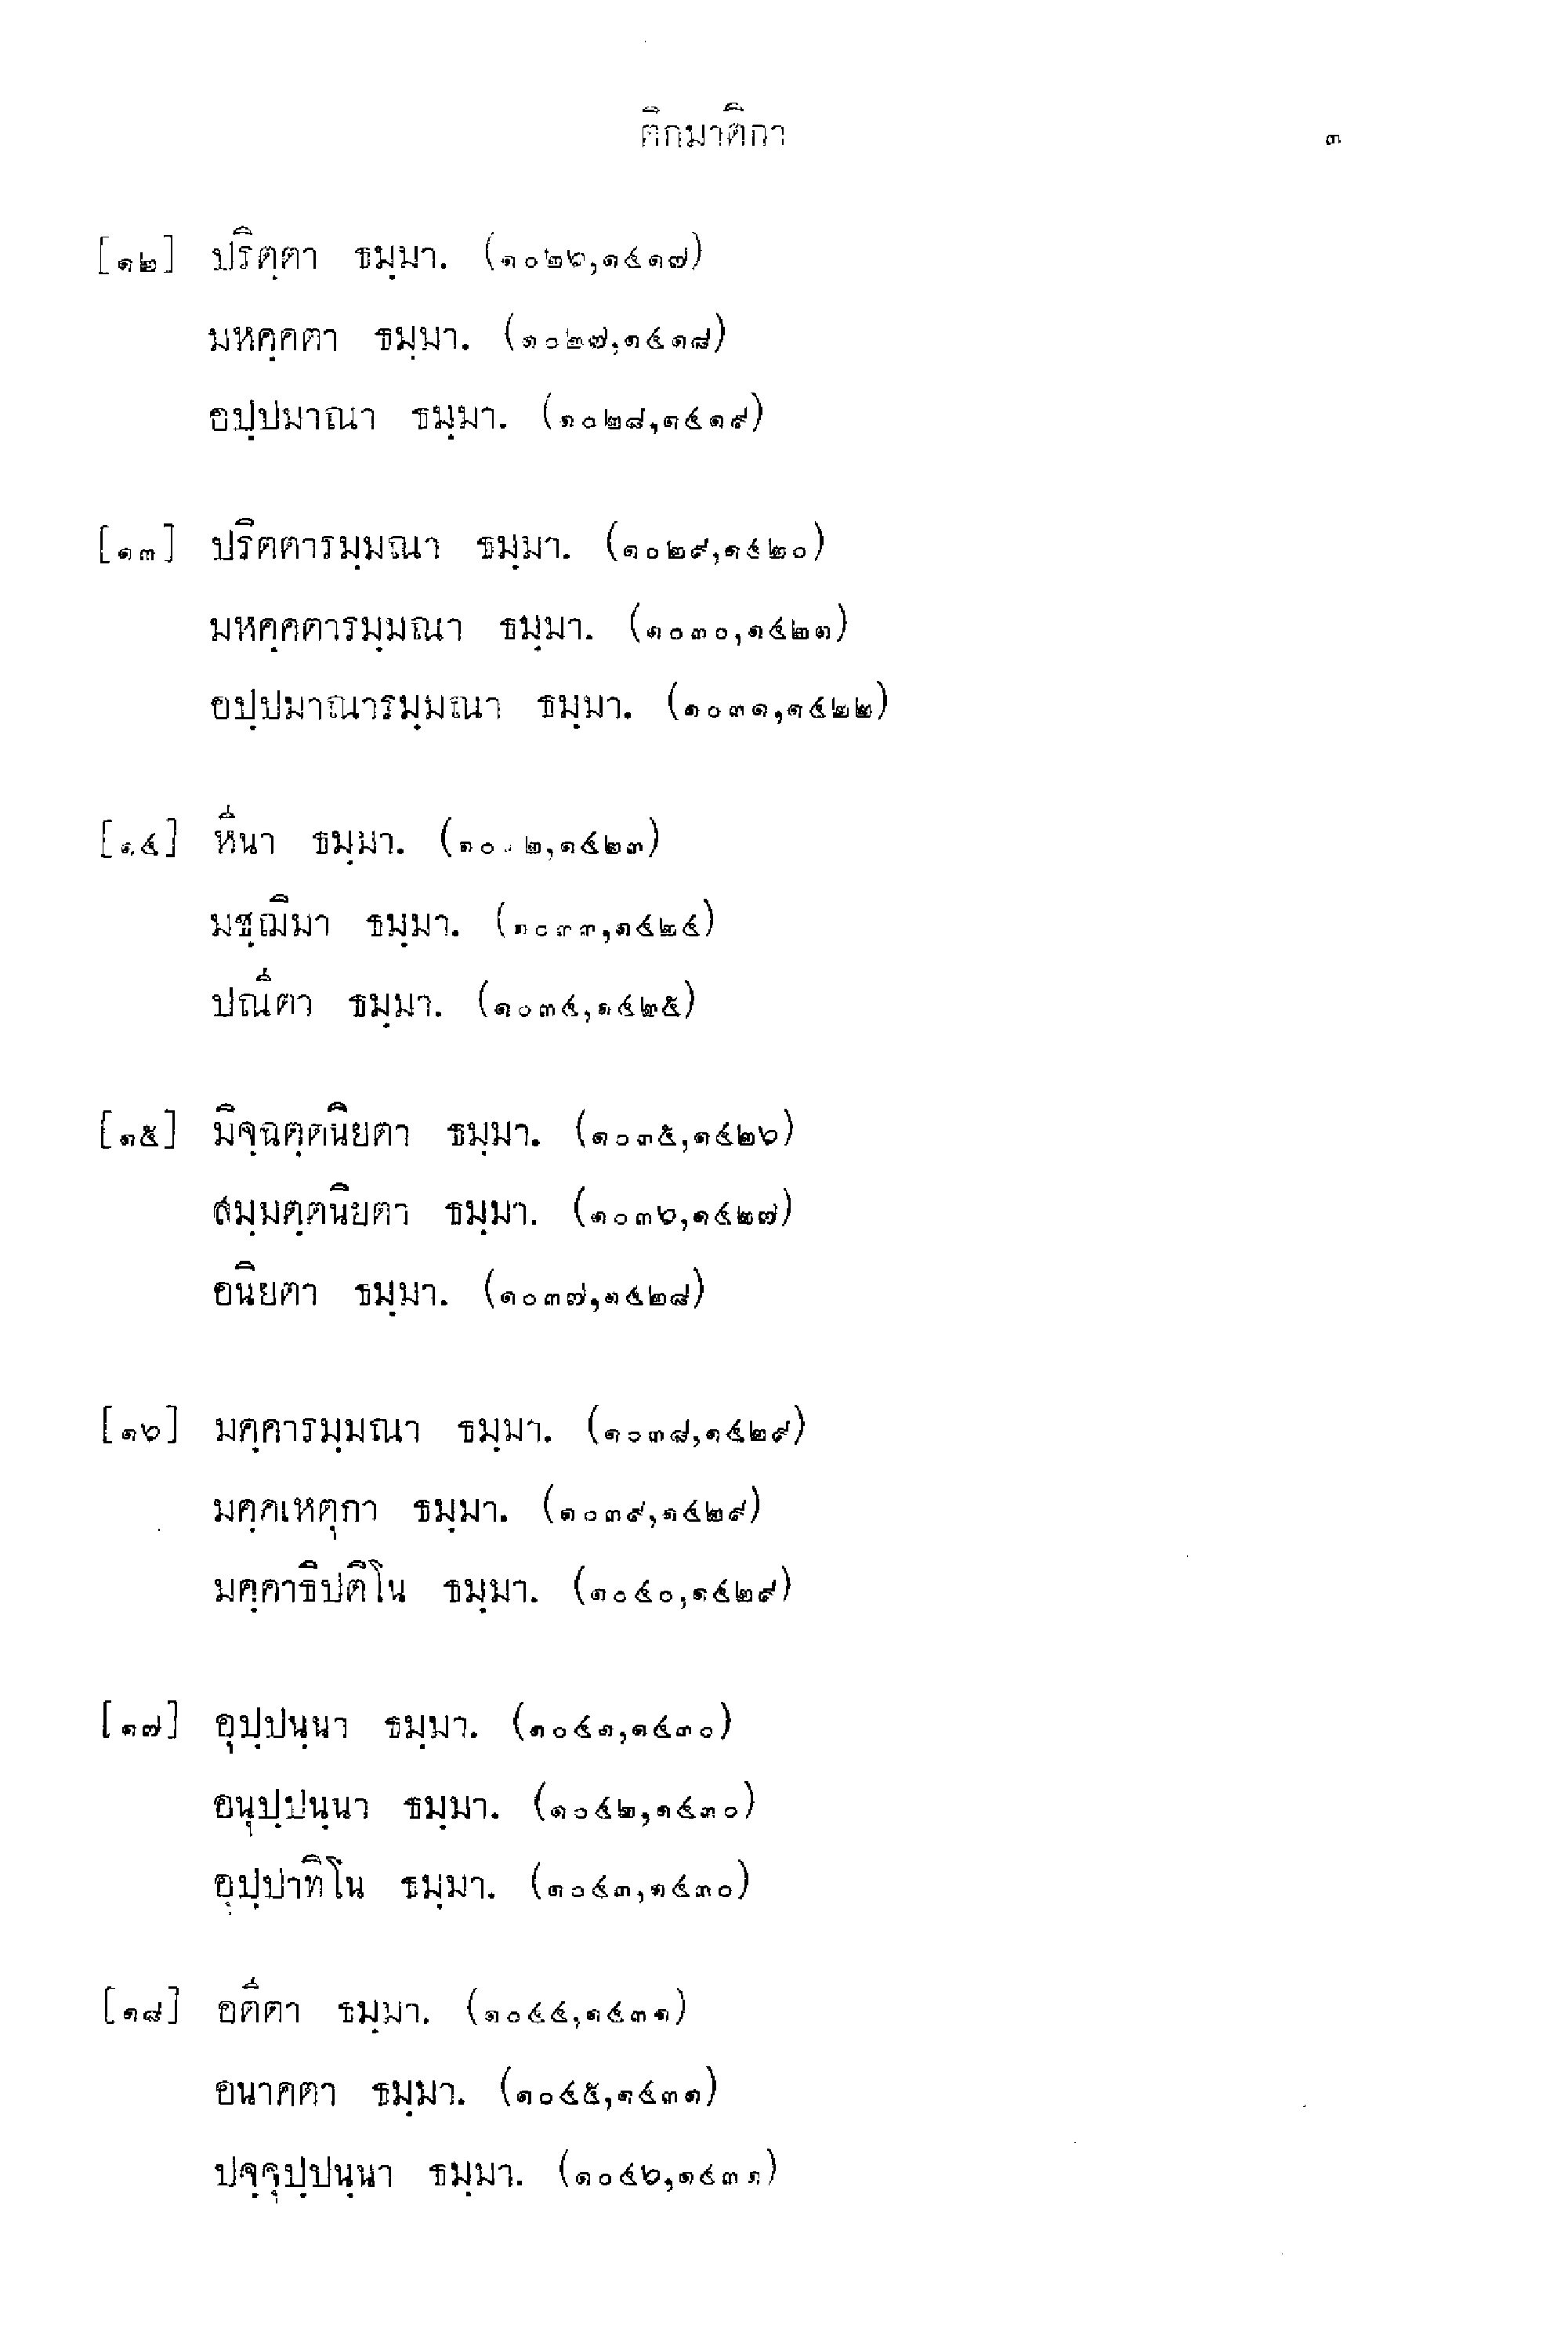 ติกมาติกา ๓
[๑๒] ปริตฺตา ธมฺมา. (๑๐๒๖,๑๔๑๗)
มหคฺคตา ธมฺมา. (๑๐๒๗,๑๔๑๘)
อปฺปมาณา ธมฺมา. (๑๐๒๘,๑๔๑๙)
[๑๓] ปริตตารมฺมณา ธมฺมา. (๑๐๒๙,๑๔๒๐)
มหคฺคตารมฺมณา ธมฺมา. (๑๐๓๐,๑๔๒๑)
อปฺปมาณารมฺมณา ธมฺมา. (๑๐๓๑,๑๔๒๒)
[๑๔] หีนา ธมฺมา. (๑๐๓๒,๑๔๒๓)
มชฺฌิมา ธมฺมา. (๑๐๓๓,๑๔๒๔)
ปณีตา ธมฺมา. (๑๐๓๔,๑๔๒๕)
[๑๕] มิจฺฉตฺตนิยตา ธมฺมา. (๑๐๓๕,๑๔๒๖)
สมฺมตฺตนิยตา ธมฺมา. (๑๐๓๖,๑๔๒๗)
อนิยตา ธมฺมา. (๑๐๓๗,๑๔๒๘)
[๑๖] มคฺคารมฺมณา ธมฺมา. (๑๐๓๘,๑๔๒๙)
มคฺคเหตุกา ธมฺมา. (๑๐๓๙,๑๔๒๙)
มคฺคาธิปติโน ธมฺมา. (๑๐๔๐,๑๔๒๙)
[๑๗] อุปฺปนฺนา ธมฺมา. (๑๐๔๑,๑๔๓๐)
อนุปฺปนฺนา ธมฺมา. (๑๐๔๒,๑๔๓๐)
อุปฺปาทิโน ธมฺมา. (๑๐๔๓,๑๔๓๐)
[๑๘] อตีตา ธมฺมา. (๑๐๔๔,๑๔๓๑)
อนาคตา ธมฺมา. (๑๐๔๕,๑๔๓๑)
ปจฺจุปฺปนฺนา ธมฺมา. (๑๐๔๖,๑๔๓๑)